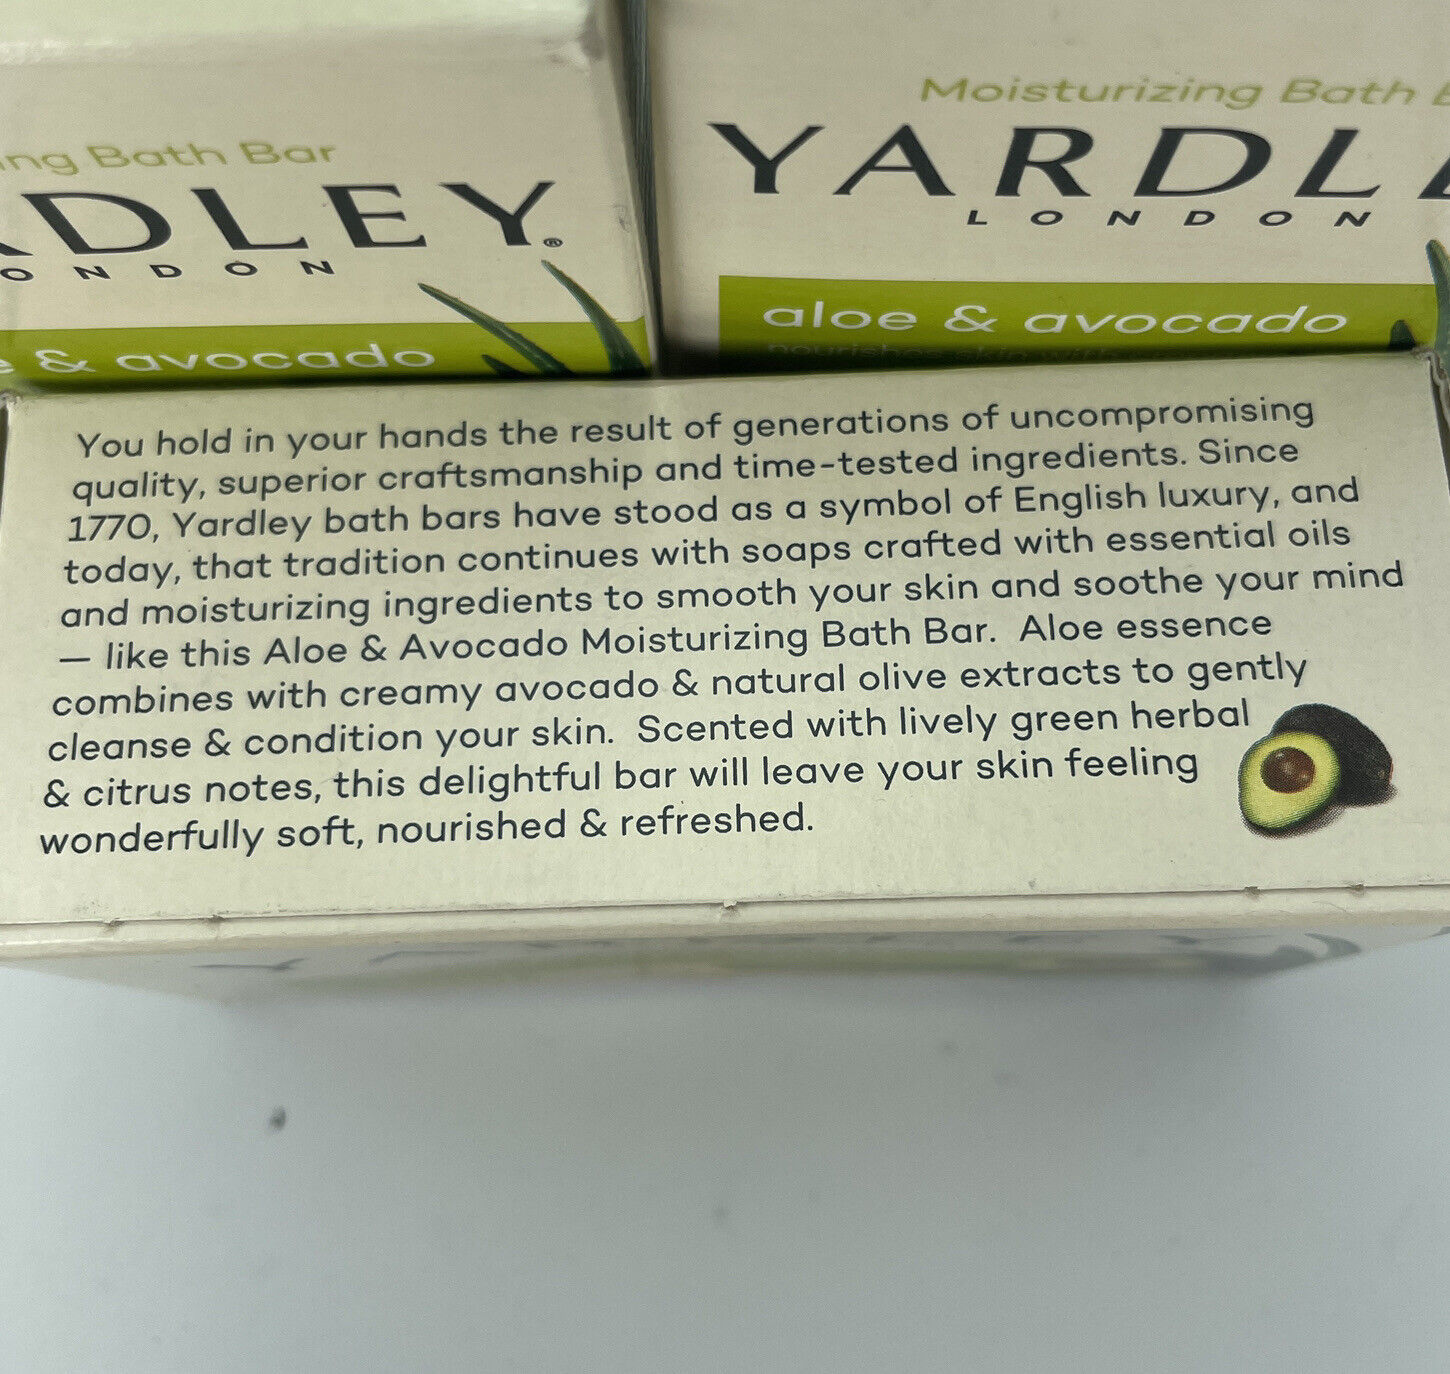 ing Bath Bar
DLEY®
ONDON
& avocado
Moisturizing Bath
YARDL
LONDON
aloe & avocado
nourishes skin with
You hold in your hands the result of generations of uncompromising
quality, superior craftsmanship and time-tested ingredients. Since
1770, Yardley bath bars have stood as a symbol of English luxury, and
today, that tradition continues with soaps crafted with essential oils
and moisturizing ingredients to smooth your skin and soothe your mind
— like this Aloe & Avocado Moisturizing Bath Bar. Aloe essence
combines with creamy avocado & natural olive extracts to gently
cleanse & condition your skin. Scented with lively green herbal
& citrus notes, this delightful bar will leave your skin feeling
wonderfully soft, nourished & refreshed.